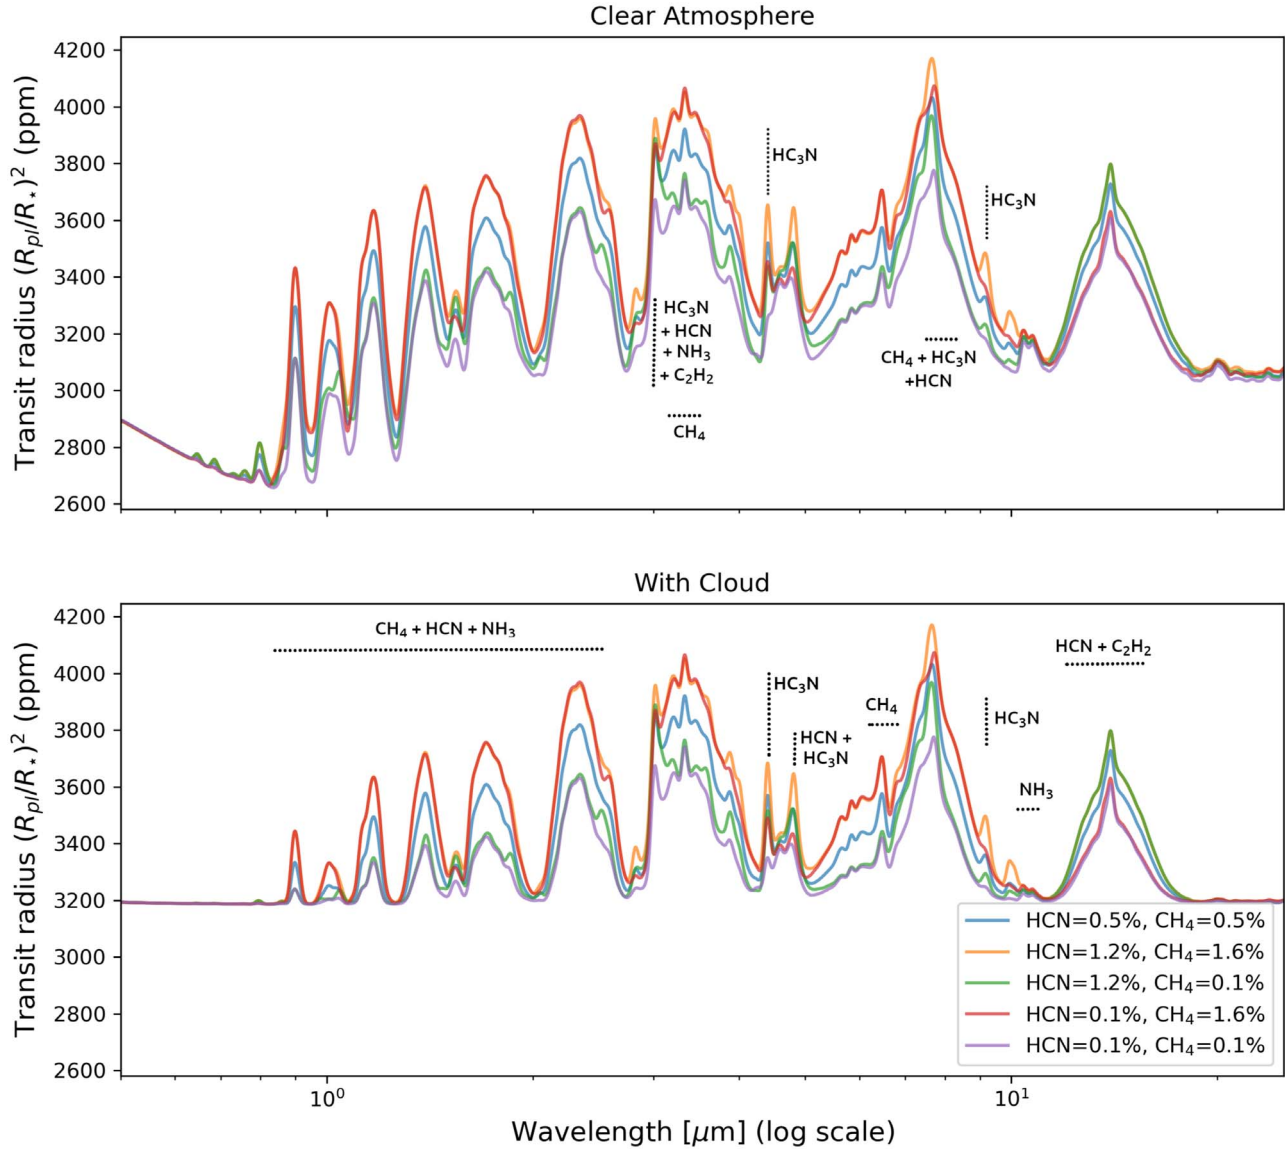 Clear Atmosphere
Transit radius (Rpl/R⋆)² (ppm)
4200
4000
3800
3600
3400
3200
3000
2800
2600
HC₃N
HC₃N
HC₃N
+ HCN
+ NH₃
+ C₂H₂
CH₄
CH₄ + HC₃N
+HCN
With Cloud
Transit radius (Rpl/R⋆)² (ppm)
4200
4000
3800
3600
3400
3200
3000
2800
2600
CH₄ + HCN + NH₃
HC₃N
HCN +
HC₃N
CH₄
HC₃N
NH₃
HCN + C₂H₂
HCN=0.5%, CH₄=0.5%
HCN=1.2%, CH₄=1.6%
HCN=1.2%, CH₄=0.1%
HCN=0.1%, CH₄=1.6%
HCN=0.1%, CH₄=0.1%
10⁰
10¹
Wavelength [μm] (log scale)